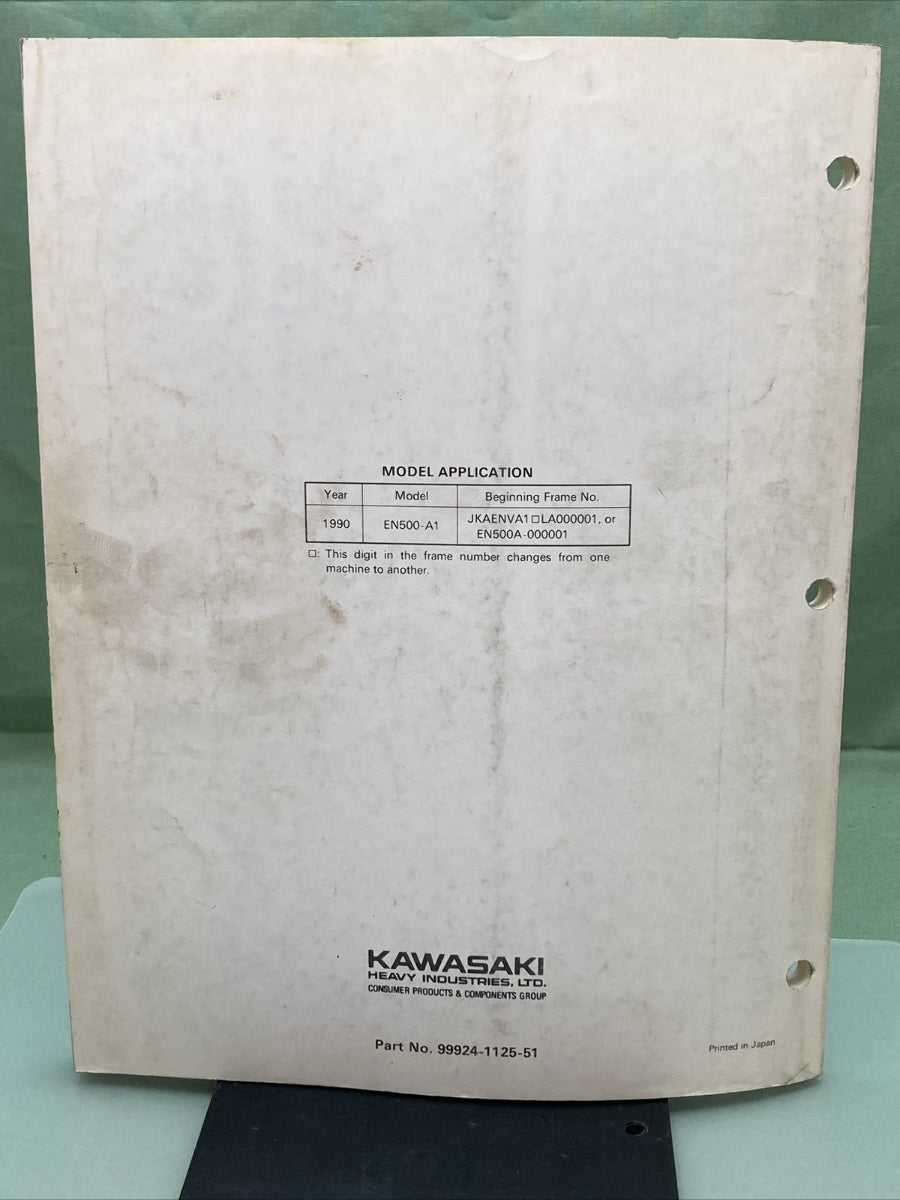 MODEL APPLICATION
Year Model Beginning Frame No.
1990 EN500-A1 JKAENVA1□LA000001, or
EN500A-000001
□: This digit in the frame number changes from one
machine to another.
KAWASAKI
HEAVY INDUSTRIES, LTD.
CONSUMER PRODUCTS & COMPONENTS GROUP
Part No. 99924-1125-51
Printed in Japan